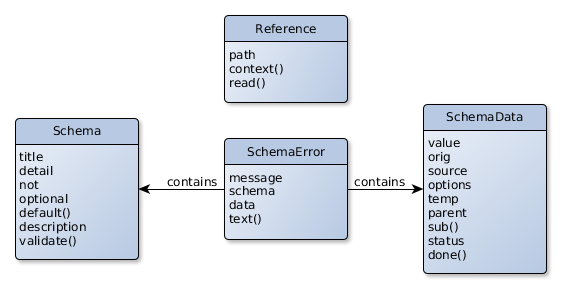 Reference
path
context()
read()
Schema
title
detail
not
optional
default()
description
validate()
contains
SchemaError
message
schema
data
text()
contains
SchemaData
value
orig
source
options
temp
parent
sub()
status
done()